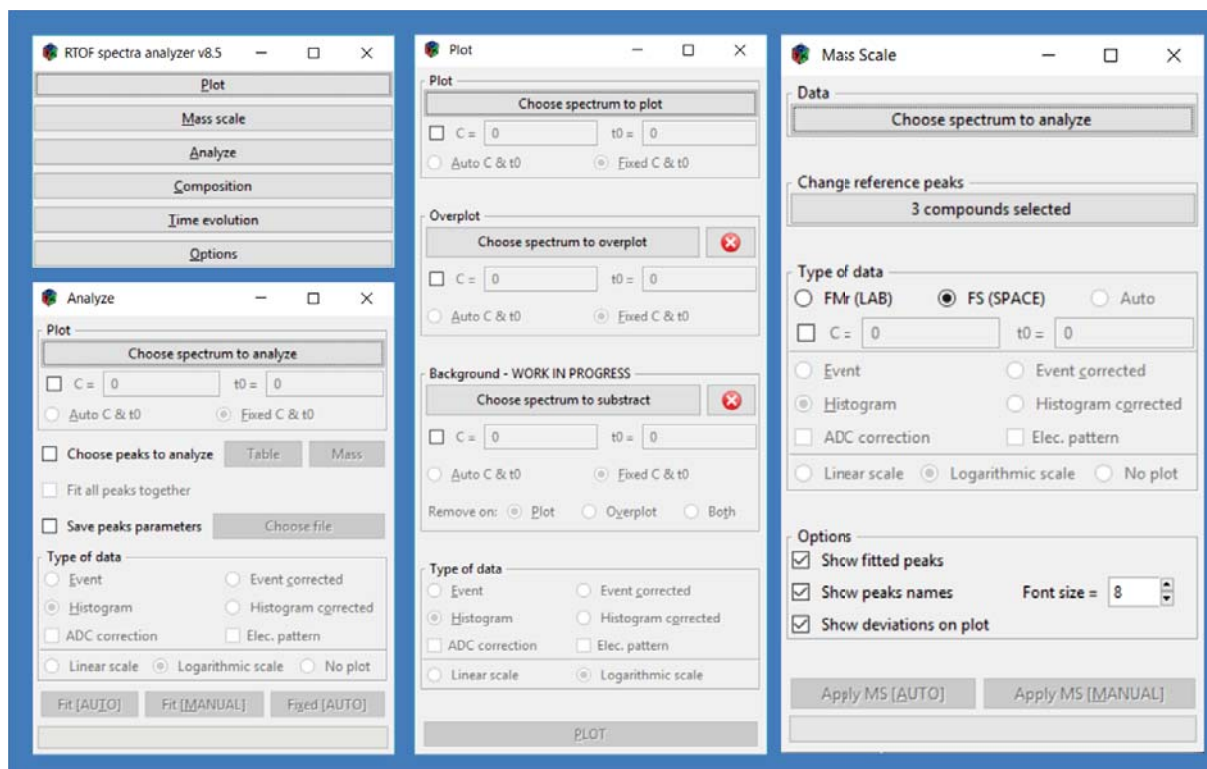 RTOF spectra analyzer v8.5
Plot
Mass scale
Analyze
Composition
Time evolution
Options
Analyze
Plot
Choose spectrum to analyze
C = 0 t0 = 0
Auto C & t0 Fixed C & t0
Choose peaks to analyze Table Mass
Fit all peaks together
Save peaks parameters Choose file
Type of data
Event Event corrected
Histogram Histogram corrected
ADC correction Elec. pattern
Linear scale Logarithmic scale No plot
Fit [AUTO] Fit [MANUAL] Fixed [AUTO]
Plot
Plot
Choose spectrum to plot
C = 0 t0 = 0
Auto C & t0 Fixed C & t0
Overplot
Choose spectrum to overplot
C = 0 t0 = 0
Auto C & t0 Fixed C & t0
Background - WORK IN PROGRESS
Choose spectrum to substract
C = 0 t0 = 0
Auto C & t0 Fixed C & t0
Remove on: Plot Overplot Both
Type of data
Event Event corrected
Histogram Histogram corrected
ADC correction Elec. pattern
Linear scale Logarithmic scale
PLOT
Mass Scale
Data
Choose spectrum to analyze
Change reference peaks
3 compounds selected
Type of data
FMr (LAB) FS (SPACE) Auto
C = 0 t0 = 0
Event Event corrected
Histogram Histogram corrected
ADC correction Elec. pattern
Linear scale Logarithmic scale No plot
Options
Show fitted peaks
Show peaks names Font size = 8
Show deviations on plot
Apply MS [AUTO] Apply MS [MANUAL]